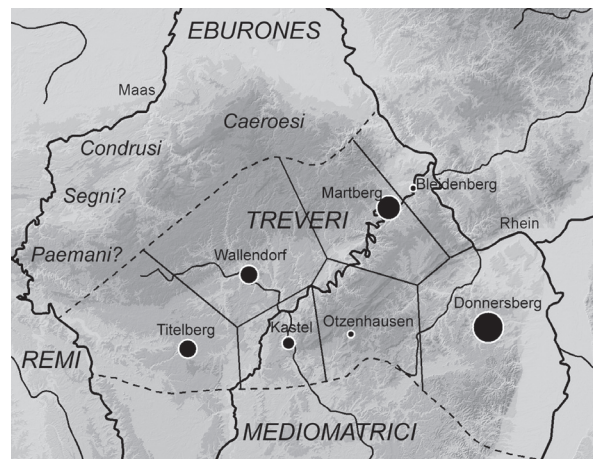 EBURONES
Maas
Caeroesi
Condrusi
Segni?
Martberg
Bleidenberg
TREVERI
Rhein
Paemani?
Wallendorf
Donnersberg
Titelberg
Kastel
Otzenhausen
REMI
MEDIOMATRICI